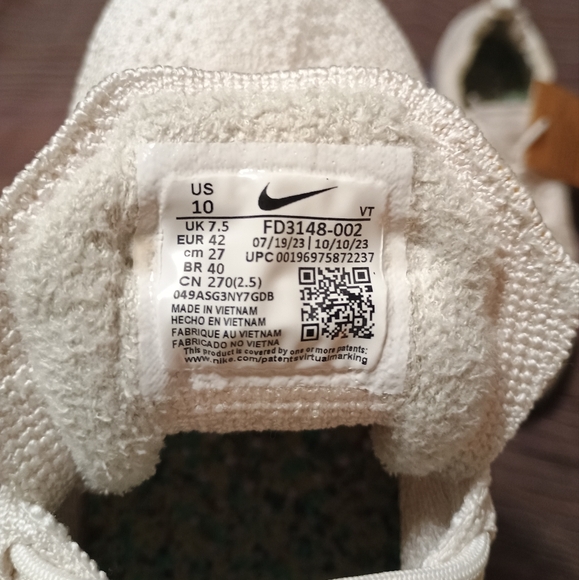 US
10
VT
UK 7.5
EUR 42
cm 27
BR 40
CN 270(2.5)
FD3148-002
07/19/23 | 10/10/23
UPC 00196975872237
049ASG3NY7GDB
MADE IN VIETNAM
HECHO EN VIETNAM
FABRIQUE AU VIETNAM
FABRICADO NO VIETNA
This product is covered by one or more patents:
www.nike.com/patentsvirtualmarking